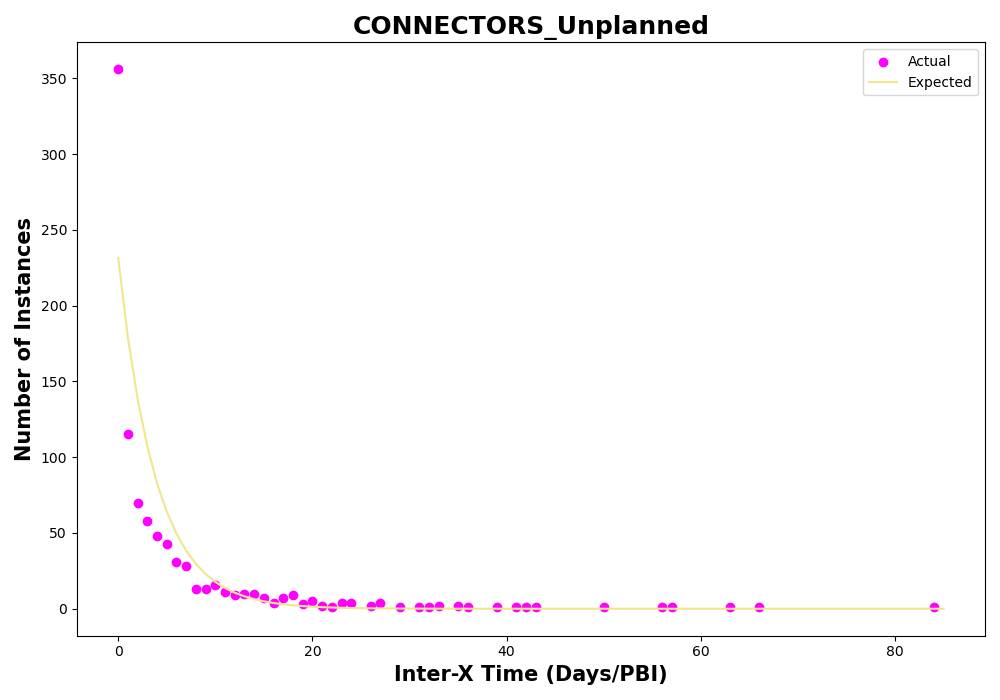 CONNECTORS_Unplanned
Actual
Expected
Number of Instances
350
300
250
200
150
100
50
0
0 20 40 60 80
Inter-X Time (Days/PBI)